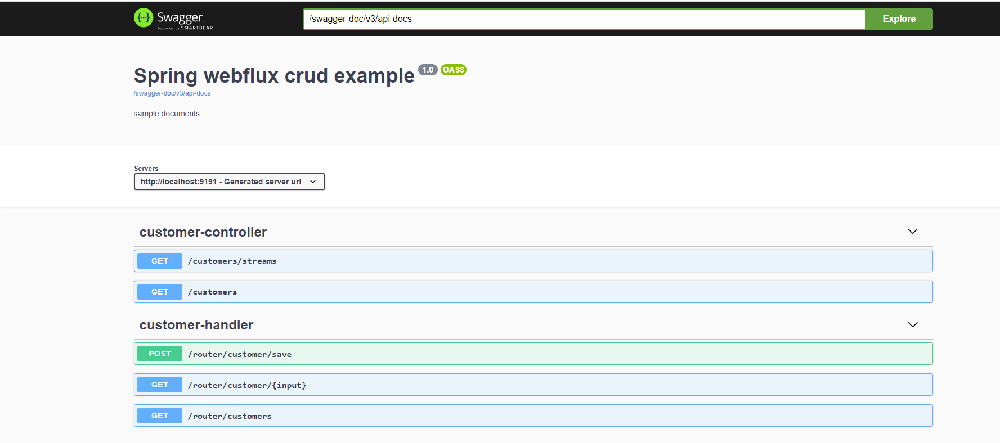 {···} Swagger.
Supported by SMARTBEAR
/swagger-doc/v3/api-docs
Explore
Spring webflux crud example 1.0 OAS3
/swagger-doc/v3/api-docs
sample documents
Servers
http://localhost:9191 - Generated server url
customer-controller
GET /customers/streams
GET /customers
customer-handler
POST /router/customer/save
GET /router/customer/{input}
GET /router/customers